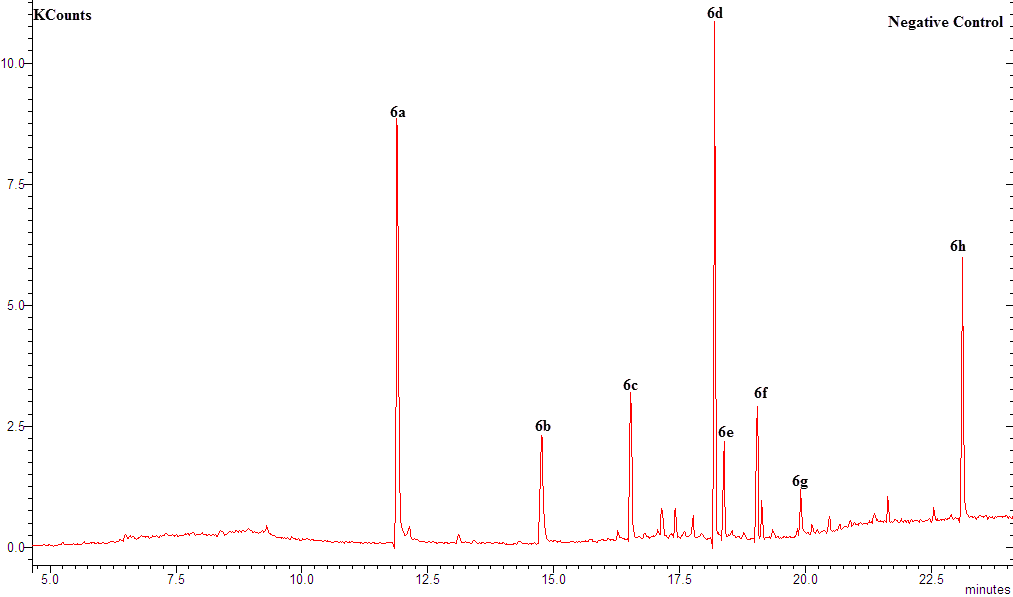 KCounts
Negative Control
6d
10.0
6a
7.5
5.0
6h
6c
6f
2.5
6b
6e
6g
0.0
5.0 7.5 10.0 12.5 15.0 17.5 20.0 22.5
minutes